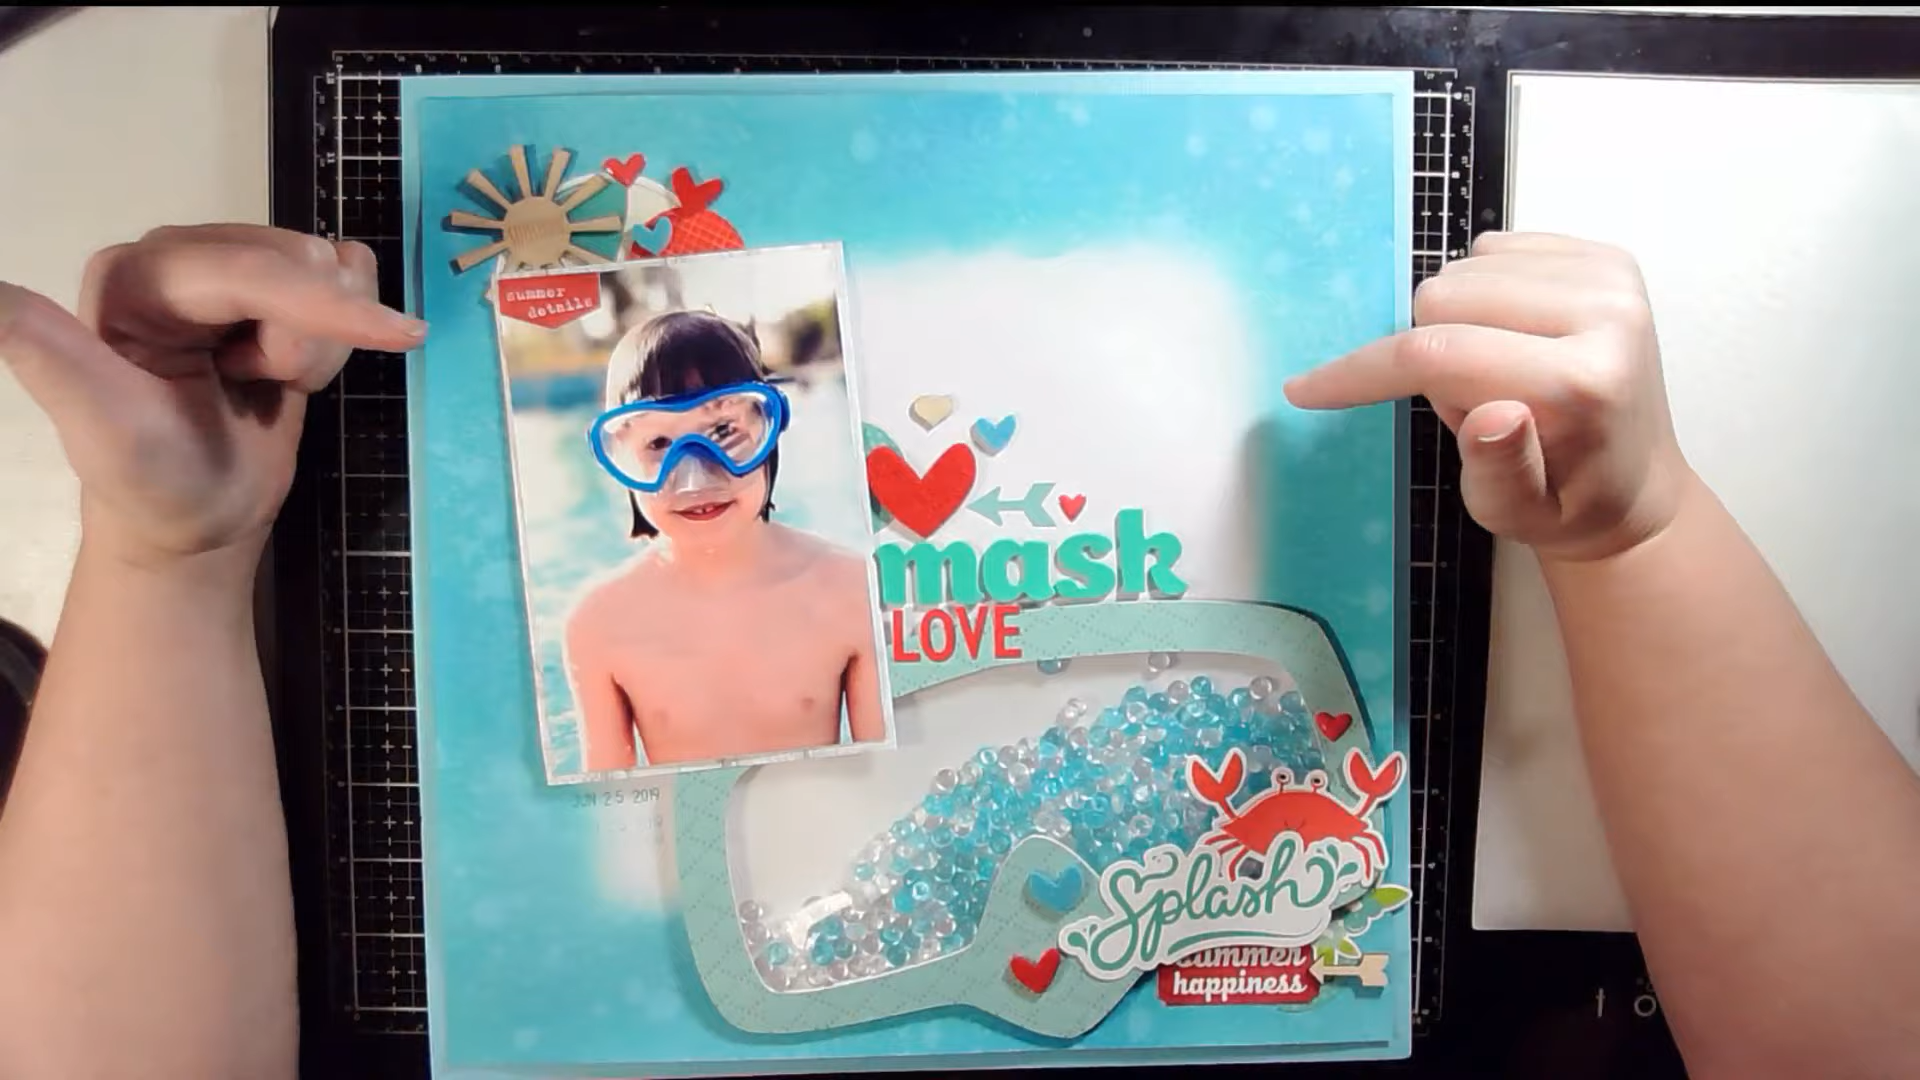 summer
details
mask
LOVE
JUN 25 2019
Splash
summer
happiness